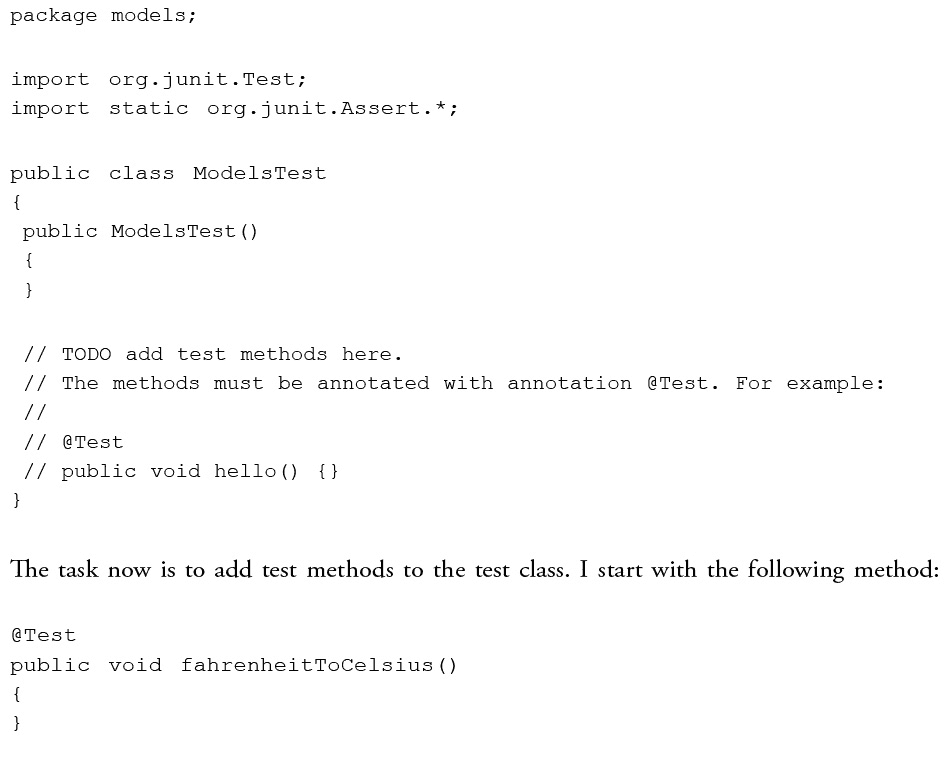 package models;
import org.junit.Test;
import static org.junit.Assert.*;
public class ModelsTest
{
public ModelsTest()
{
}
// TODO add test methods here.
// The methods must be annotated with annotation @Test. For example:
//
// @Test
// public void hello() {}
}
The task now is to add test methods to the test class. I start with the following method:
@Test
public void fahrenheitToCelsius()
{
}